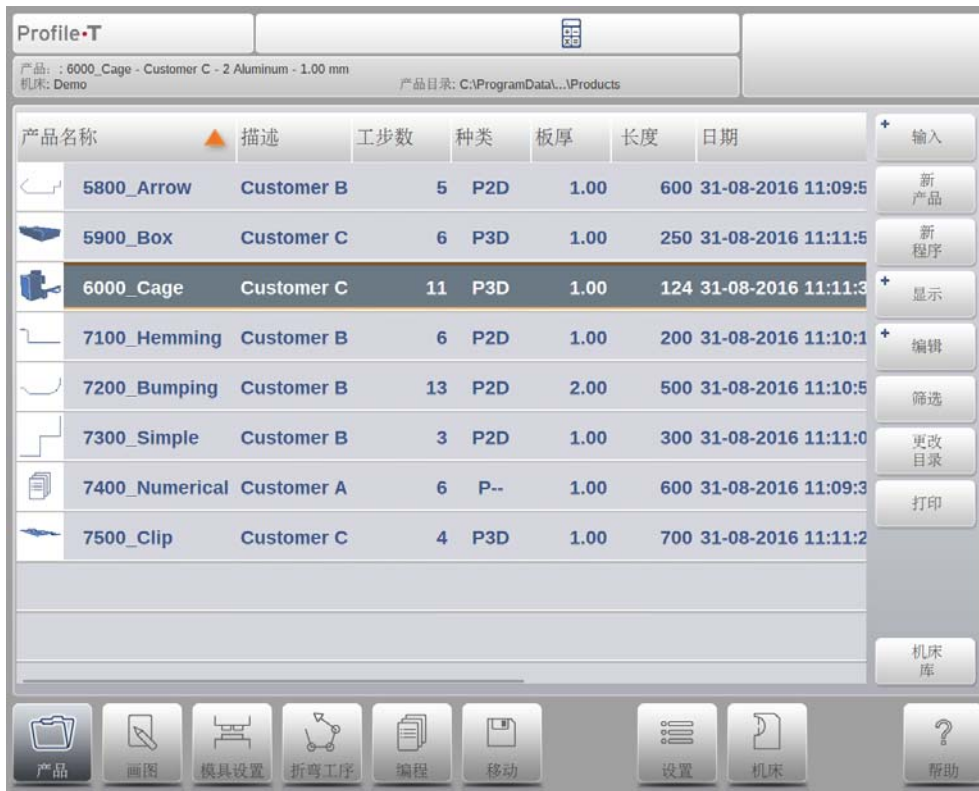 Profile·T
产品: : 6000_Cage - Customer C - 2 Aluminum - 1.00 mm
机床: Demo 产品目录: C:\ProgramData\...\Products
产品名称 描述 工步数 种类 板厚 长度 日期
5800_Arrow Customer B 5 P2D 1.00 600 31-08-2016 11:09:5
5900_Box Customer C 6 P3D 1.00 250 31-08-2016 11:11:5
6000_Cage Customer C 11 P3D 1.00 124 31-08-2016 11:11:3
7100_Hemming Customer B 6 P2D 1.00 200 31-08-2016 11:10:1
7200_Bumping Customer B 13 P2D 2.00 500 31-08-2016 11:10:5
7300_Simple Customer B 3 P2D 1.00 300 31-08-2016 11:11:0
7400_Numerical Customer A 6 P-- 1.00 600 31-08-2016 11:09:3
7500_Clip Customer C 4 P3D 1.00 700 31-08-2016 11:11:2
输入
新
产品
新
程序
显示
编辑
筛选
更改
目录
打印
机床
库
产品 画图 模具设置 折弯工序 编程 移动 设置 机床 帮助